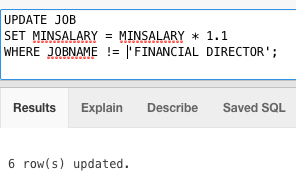 UPDATE JOB
SET MINSALARY = MINSALARY * 1.1
WHERE JOBNAME != 'FINANCIAL DIRECTOR';
Results Explain Describe Saved SQL
6 row(s) updated.